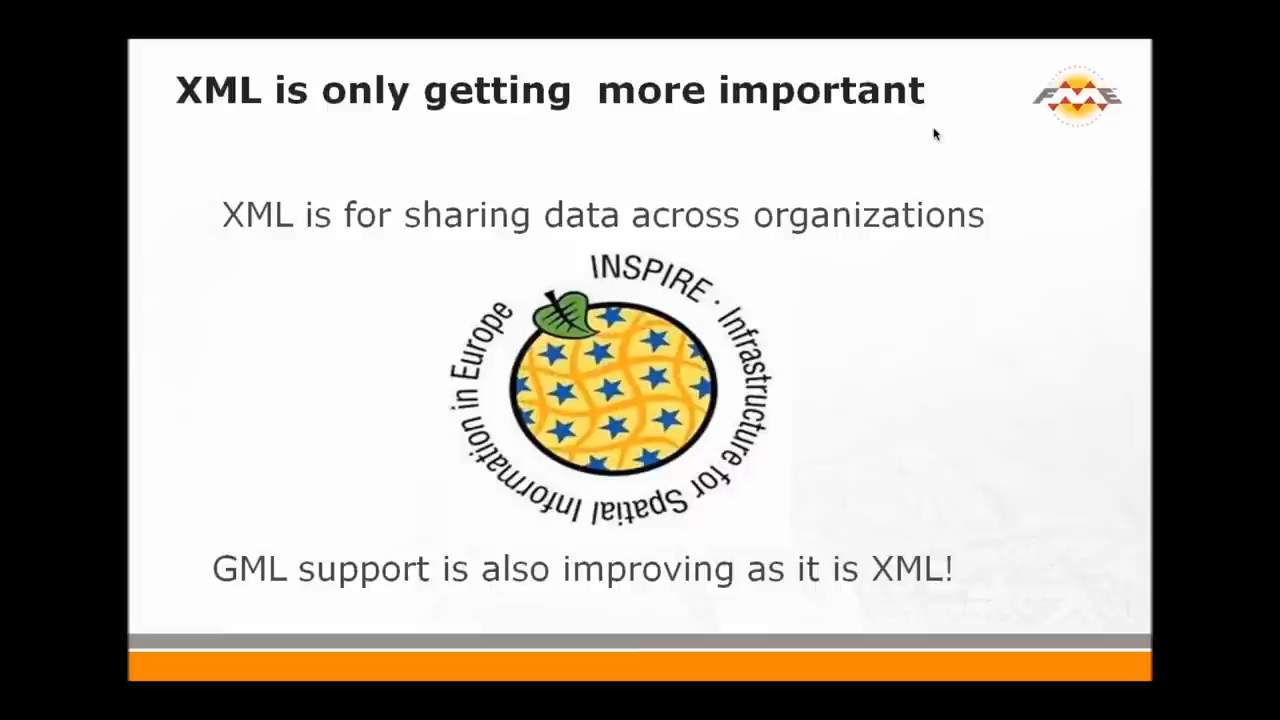 XML is only getting  more important
FME
XML is for sharing data across organizations
INSPIRE · Infrastructure for Spatial Information in Europe
GML support is also improving as it is XML!